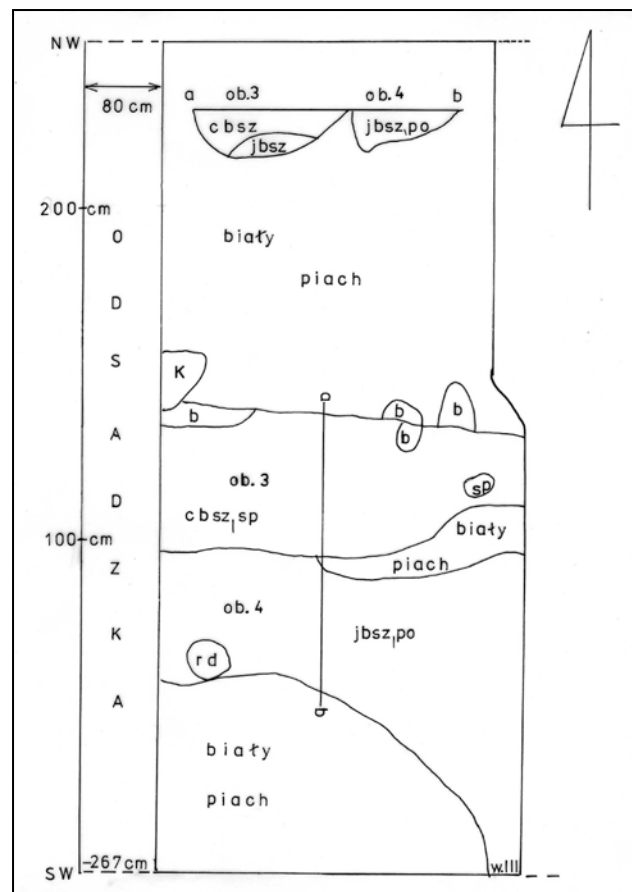 NW
80 cm
a ob.3 ob.4 b
cbsz jbsz,po
jbsz
200 cm
ODSADZKA
biały
piach
K
b b b
b
a
ob.3
sp
cbsz,sp
biały
100 cm
piach
ob.4
jbsz,po
rd
b
biały
piach
-267cm
SW
w.III